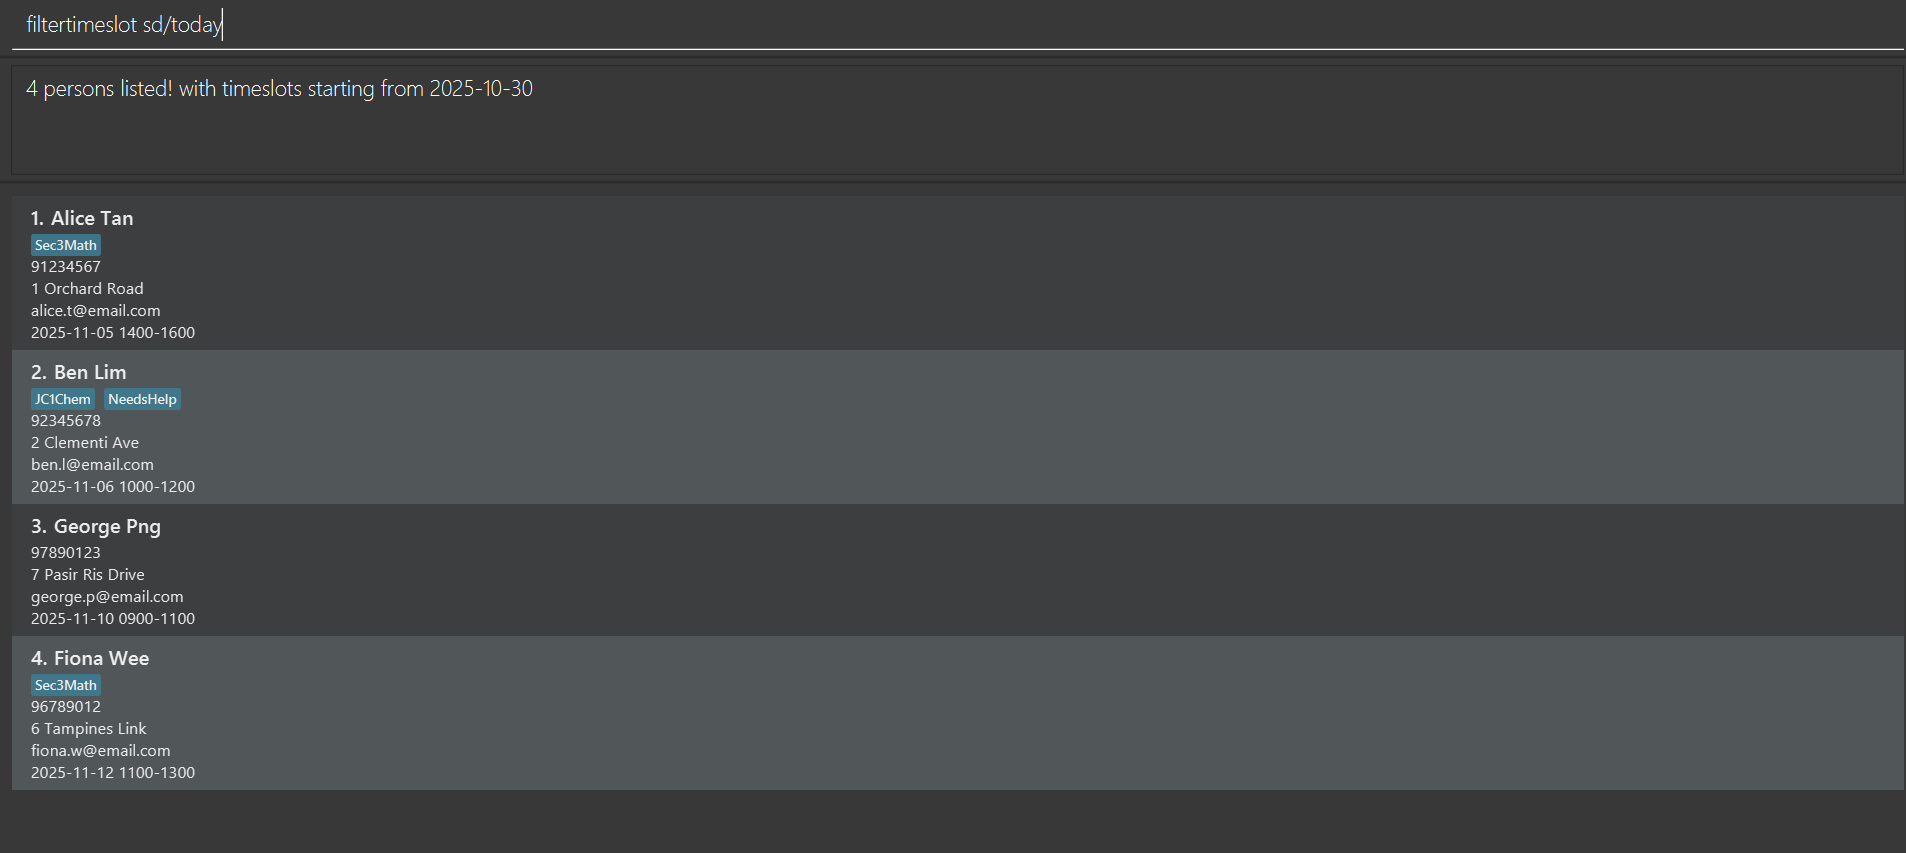 filtertimeslot sd/today
4 persons listed! with timeslots starting from 2025-10-30
1. Alice Tan
Sec3Math
91234567
1 Orchard Road
alice.t@email.com
2025-11-05 1400-1600
2. Ben Lim
JC1Chem NeedsHelp
92345678
2 Clementi Ave
ben.l@email.com
2025-11-06 1000-1200
3. George Png
97890123
7 Pasir Ris Drive
george.p@email.com
2025-11-10 0900-1100
4. Fiona Wee
Sec3Math
96789012
6 Tampines Link
fiona.w@email.com
2025-11-12 1100-1300